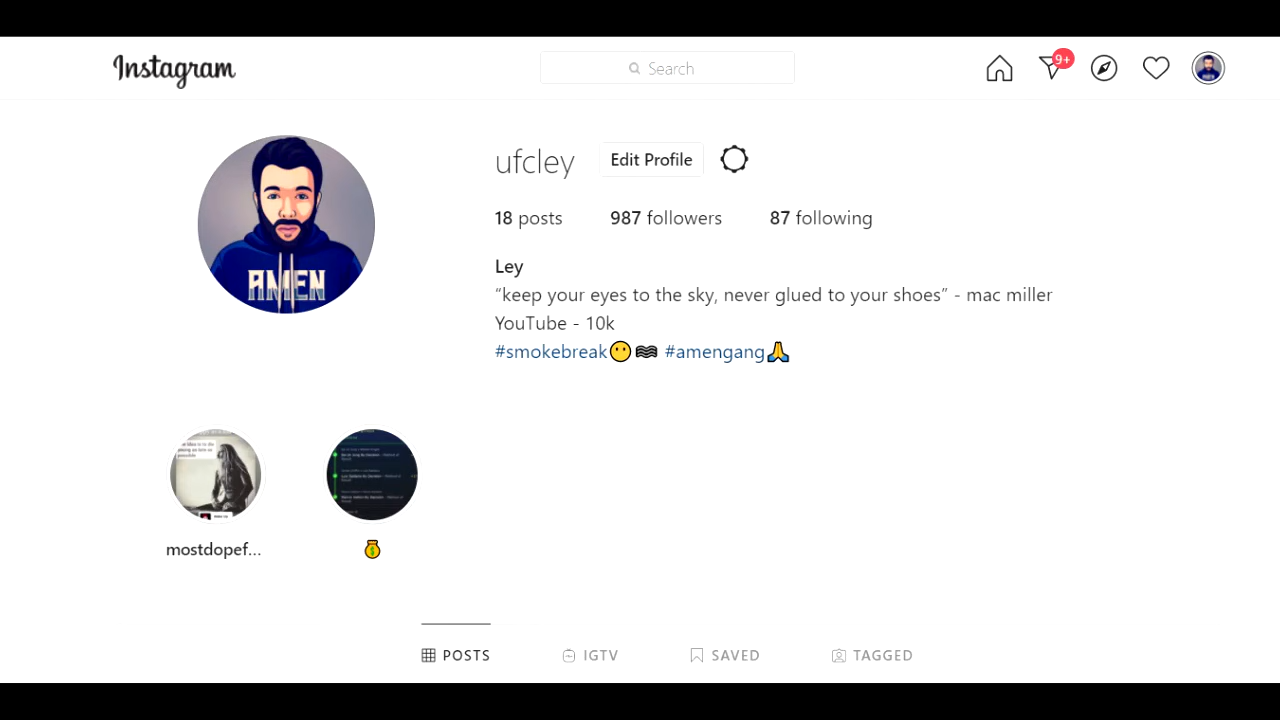 Instagram
Search
9+
ufcley
Edit Profile
18 posts
987 followers
87 following
Ley
“keep your eyes to the sky, never glued to your shoes” - mac miller
YouTube - 10k
#smokebreak😶🌫 #amengang🙏
AMEN
mostdopef...
POSTS
IGTV
SAVED
TAGGED